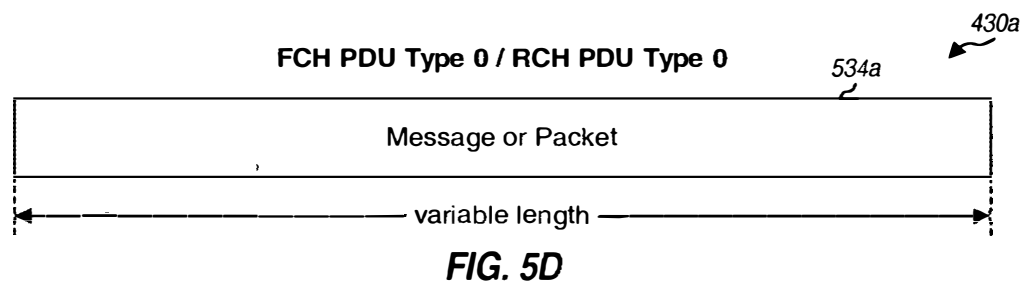 430a
FCH PDU Type 0 / RCH PDU Type 0
534a
Message or Packet
variable length
FIG. 5D